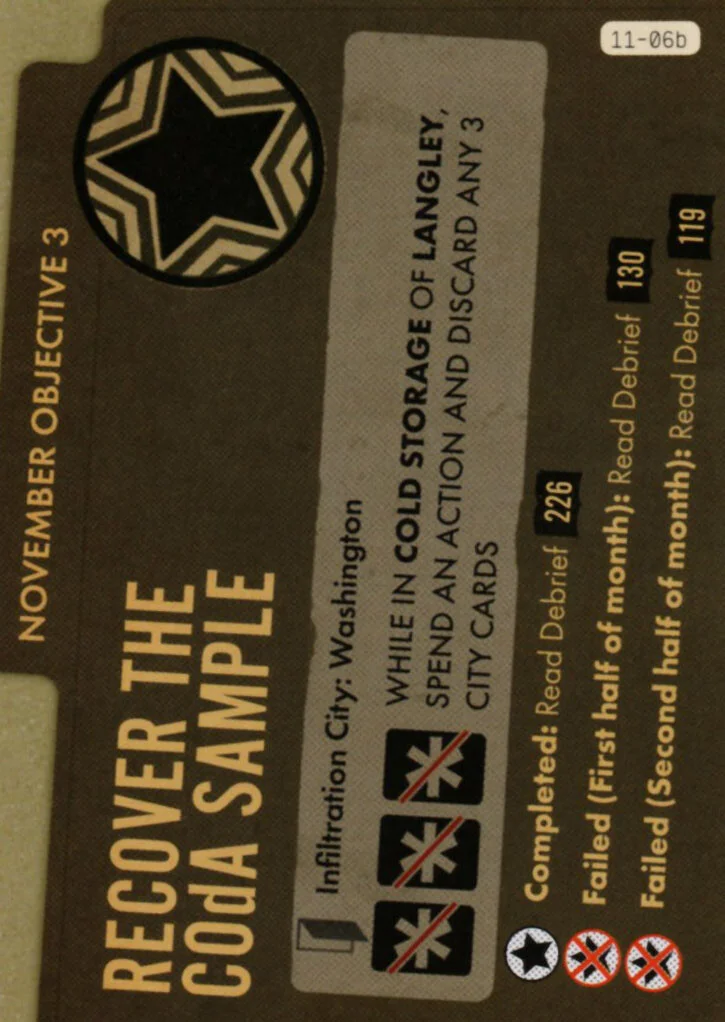 NOVEMBER OBJECTIVE 3
RECOVER THE
COdA SAMPLE
Infiltration City: Washington
WHILE IN COLD STORAGE OF LANGLEY,
SPEND AN ACTION AND DISCARD ANY 3
CITY CARDS
Completed: Read Debrief 226
Failed (First half of month): Read Debrief 130
Failed (Second half of month): Read Debrief 119
11-06b